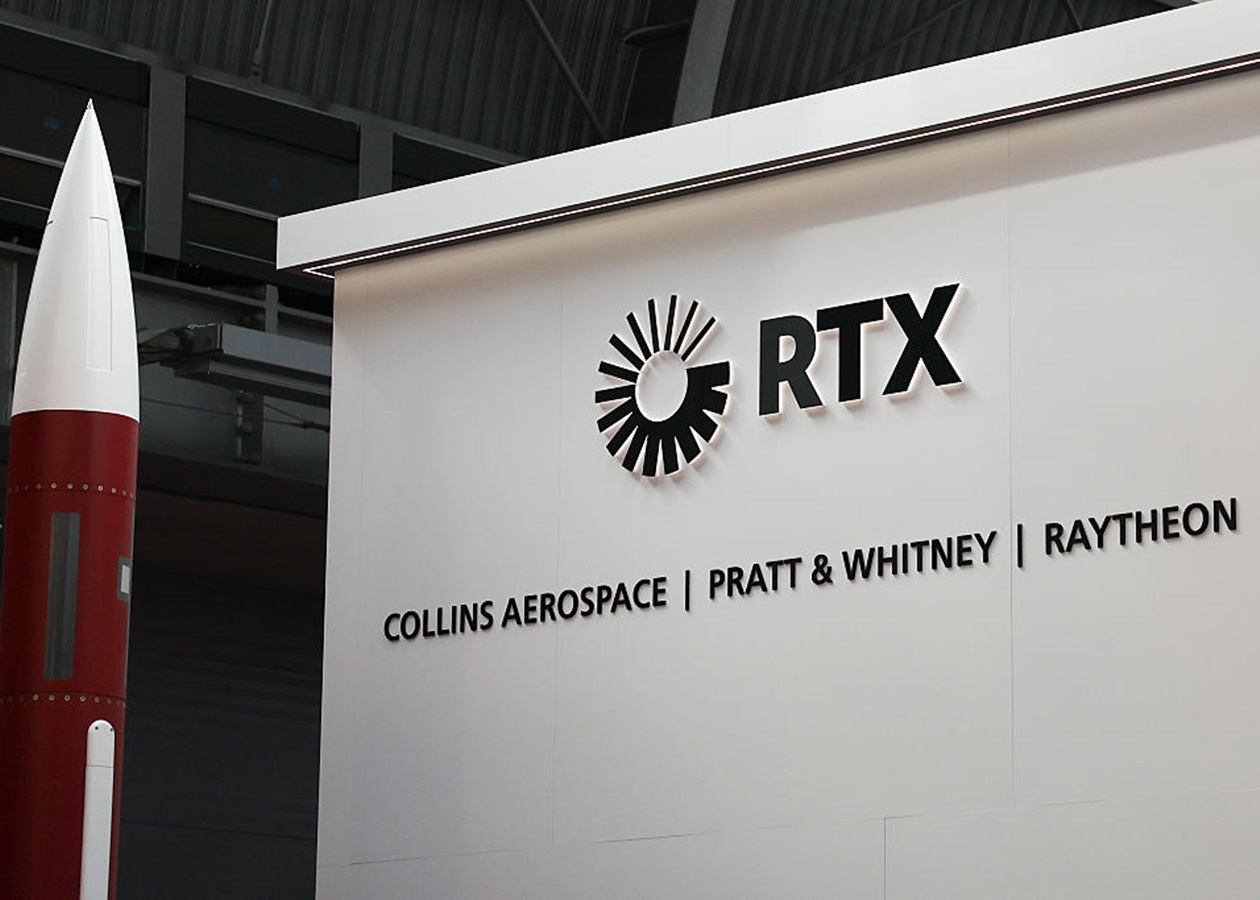 RTX
COLLINS AEROSPACE | PRATT & WHITNEY | RAYTHEON